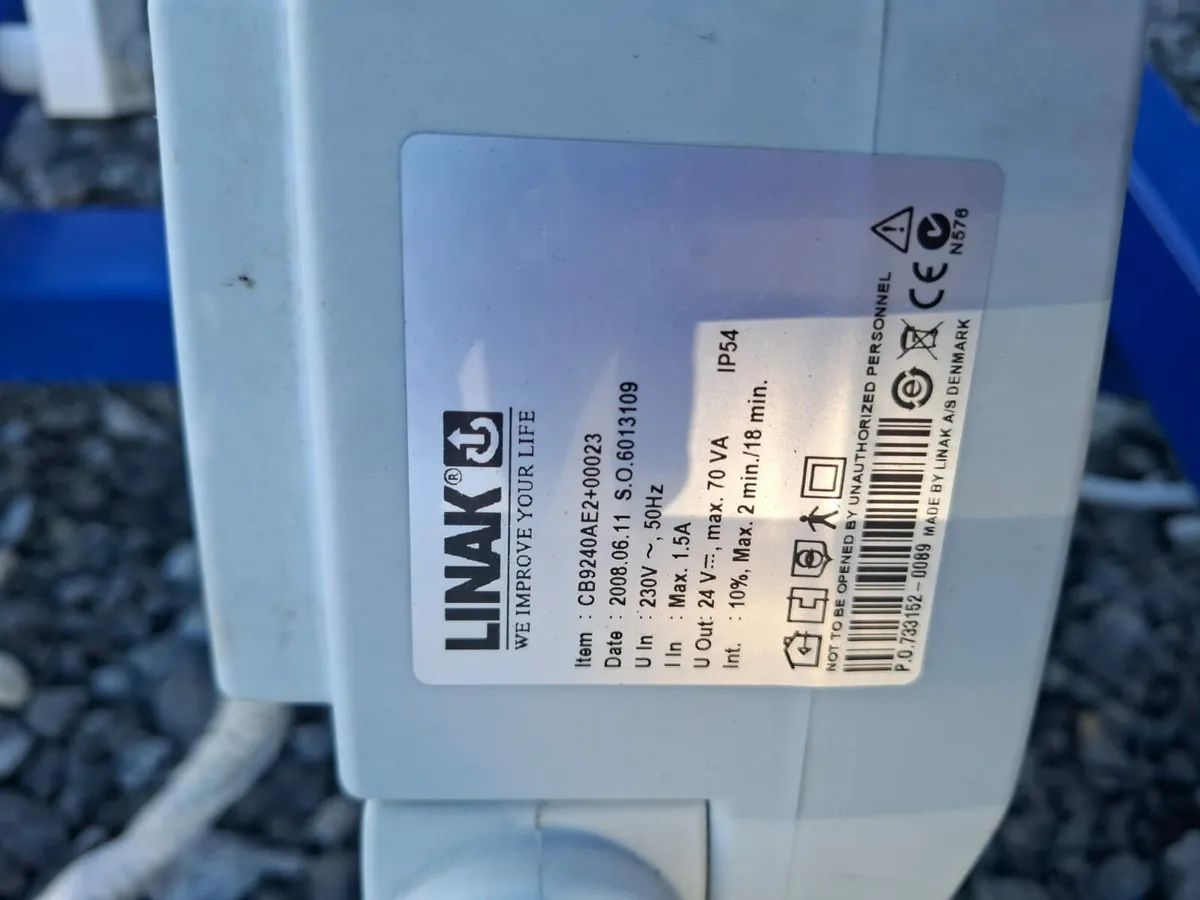 LINAK®
WE IMPROVE YOUR LIFE
Item : CB9240AE2+00023
Date : 2008.06.11 S.O.6013109
U In : 230V ~, 50Hz
I In : Max. 1.5A
U Out: 24 V⎓, max. 70 VA
Int. : 10%, Max. 2 min./18 min. IP54
NOT TO BE OPENED BY UNAUTHORIZED PERSONNEL
e CE
N576
P.O.733152-0089 MADE BY LINAK A/S DENMARK